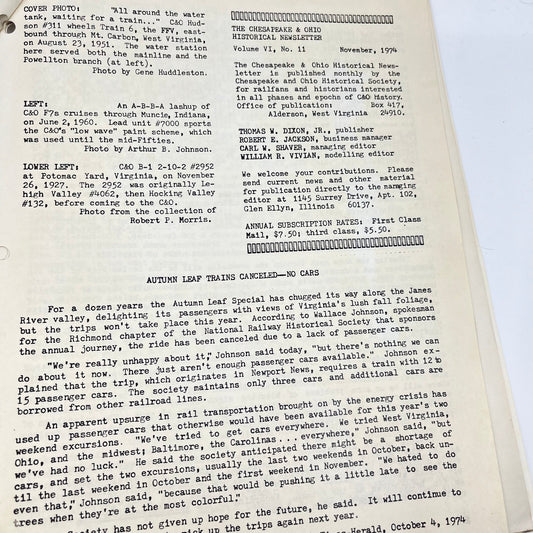 COVER PHOTO: "All around the water
tank, waiting for a train..." C&O Hud-
son #311 wheels Train 6, the FFV, east-
bound through Mt. Carbon, West Virginia,
on August 23, 1951. The water station
here served both the mainline and the
Powellton branch (at left).
Photo by Gene Huddleston.
LEFT: An A-B-B-A lashup of
C&O F7s cruises through Muncie, Indiana,
on June 2, 1960. Lead unit #7000 sports
the C&O's "low wave" paint scheme, which
was used until the mid-Fifties.
Photo by Arthur B. Johnson.
LOWER LEFT: C&O B-1 2-10-2 #2952
at Potomac Yard, Virginia, on November
26, 1927. The 2952 was originally Le-
high Valley #4062, then Hocking Valley
#132, before coming to the C&O.
Photo from the collection of
Robert F. Morris.
THE CHESAPEAKE & OHIO
HISTORICAL NEWSLETTER
Volume VI, No. 11 November, 1974
The Chesapeake & Ohio Historical News-
letter is published monthly by the
Chesapeake and Ohio Historical Society,
for railfans and historians interested
in all phases and epochs of C&O History.
Office of publication: Box 417,
Alderson, West Virginia 24910.
THOMAS W. DIXON, JR., publisher
ROBERT E. JACKSON, business manager
CARL W. SHAVER, managing editor
WILLIAM R. VIVIAN, modelling editor
We welcome your contributions. Please
send current news and other material
for publication directly to the managing
editor at 1145 Surrey Drive, Apt. 102,
Glen Ellyn, Illinois 60137.
ANNUAL SUBSCRIPTION RATES: First Class
Mail, $7.50; third class, $5.50.
AUTUMN LEAF TRAINS CANCELED—NO CARS
For a dozen years the Autumn Leaf Special has chugged its way along the Janes
River valley, delighting its passengers with views of Virginia's lush fall foliage,
but the trips won't take place this year. According to Wallace Johnson, spokesman
for the Richmond chapter of the National Railway Historical Society that sponsors
the annual journey, the ride has been canceled due to a lack of passenger cars.
"We're really unhappy about it," Johnson said today, "but there's nothing we can
do about it now. There just aren't enough passenger cars available." Johnson ex-
plained that the trip, which originates in Newport News, requires a train with 12 to
15 passenger cars. The society maintains only three cars and additional cars are
borrowed from other railroad lines.
An apparent upsurge in rail transportation brought on by the energy crisis has
used up passenger cars that otherwise would have been available for this year's two
weekend excursions. "We've tried to get cars everywhere. We tried West Virginia,
Ohio, and the midwest; Baltimore, the Carolinas...everywhere," Johnson said, "but
we've had no luck." He said the society anticipated there might be a shortage of
cars, and set the two excursions, usually the last two weekends in October, back un-
til the last weekend in October and the first weekend in November. "We hated to do
even that," Johnson said, "because that would be pushing it a little late to see the
trees when they're at the most colorful."
Society has not given up hope for the future, he said. It will continue to
pick up the trips again next year.
Herald, October 4, 1974